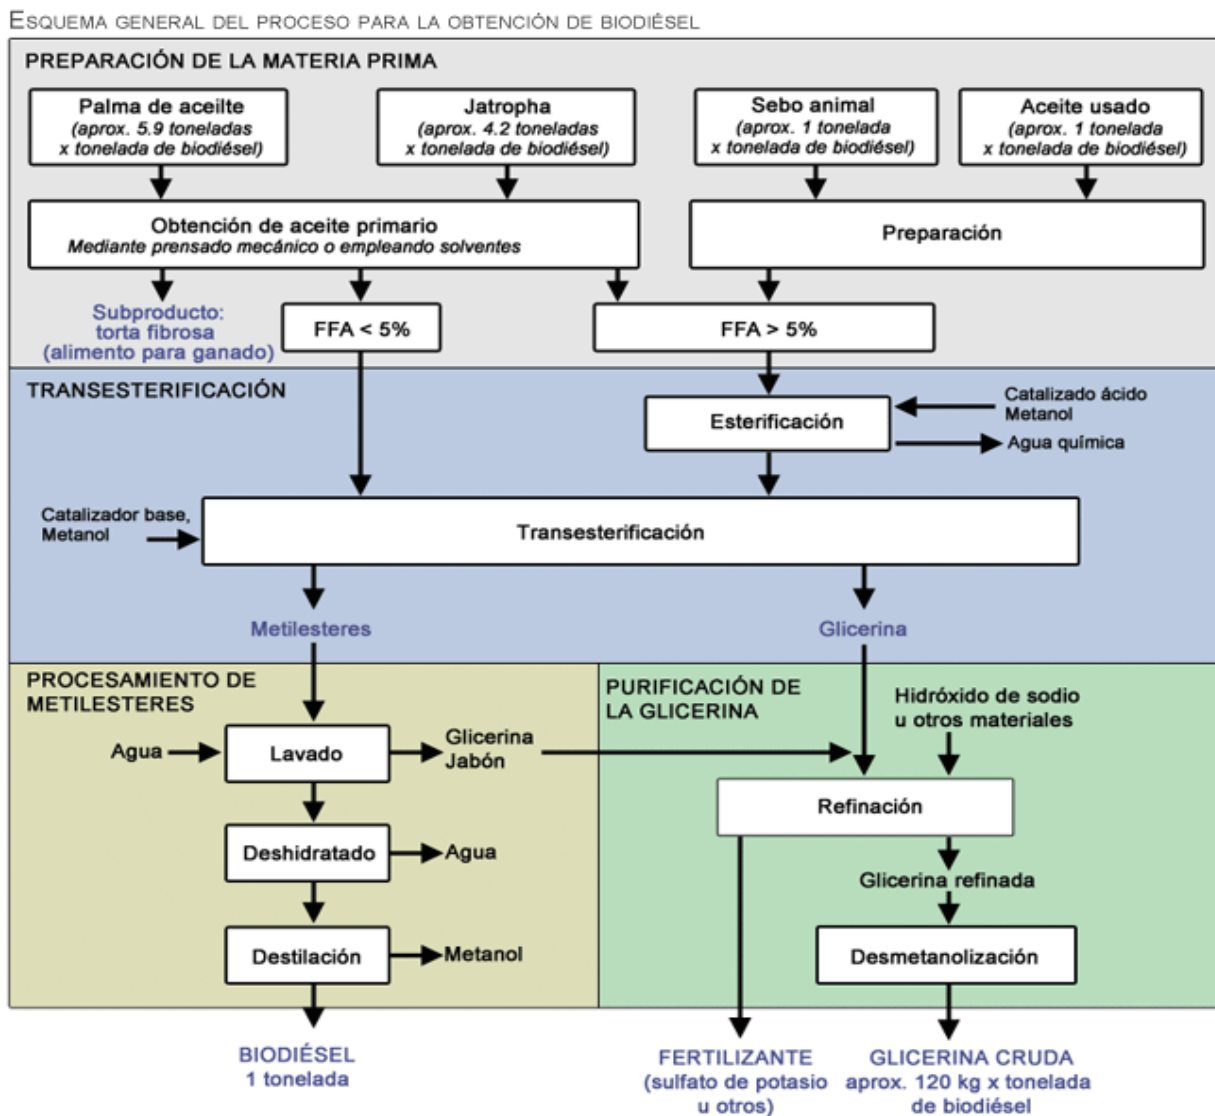 ESQUEMA GENERAL DEL PROCESO PARA LA OBTENCIÓN DE BIODIÉSEL
PREPARACIÓN DE LA MATERIA PRIMA
Palma de aceilte
(aprox. 5.9 toneladas
x tonelada de biodiésel)
Jatropha
(aprox. 4.2 toneladas
x tonelada de biodiésel)
Sebo animal
(aprox. 1 tonelada
x tonelada de biodiésel)
Aceite usado
(aprox. 1 tonelada
x tonelada de biodiésel)
Obtención de aceite primario
Mediante prensado mecánico o empleando solventes
Preparación
Subproducto:
torta fibrosa
(alimento para ganado)
FFA < 5%
FFA > 5%
TRANSESTERIFICACIÓN
Esterificación
Catalizado ácido
Metanol
Agua química
Catalizador base,
Metanol
Transesterificación
Metilesteres
Glicerina
PROCESAMIENTO DE
METILESTERES
Agua
Lavado
Glicerina
Jabón
Deshidratado
Agua
Destilación
Metanol
PURIFICACIÓN DE
LA GLICERINA
Hidróxido de sodio
u otros materiales
Refinación
Glicerina refinada
Desmetanolización
BIODIÉSEL
1 tonelada
FERTILIZANTE
(sulfato de potasio
u otros)
GLICERINA CRUDA
aprox. 120 kg x tonelada
de biodiésel